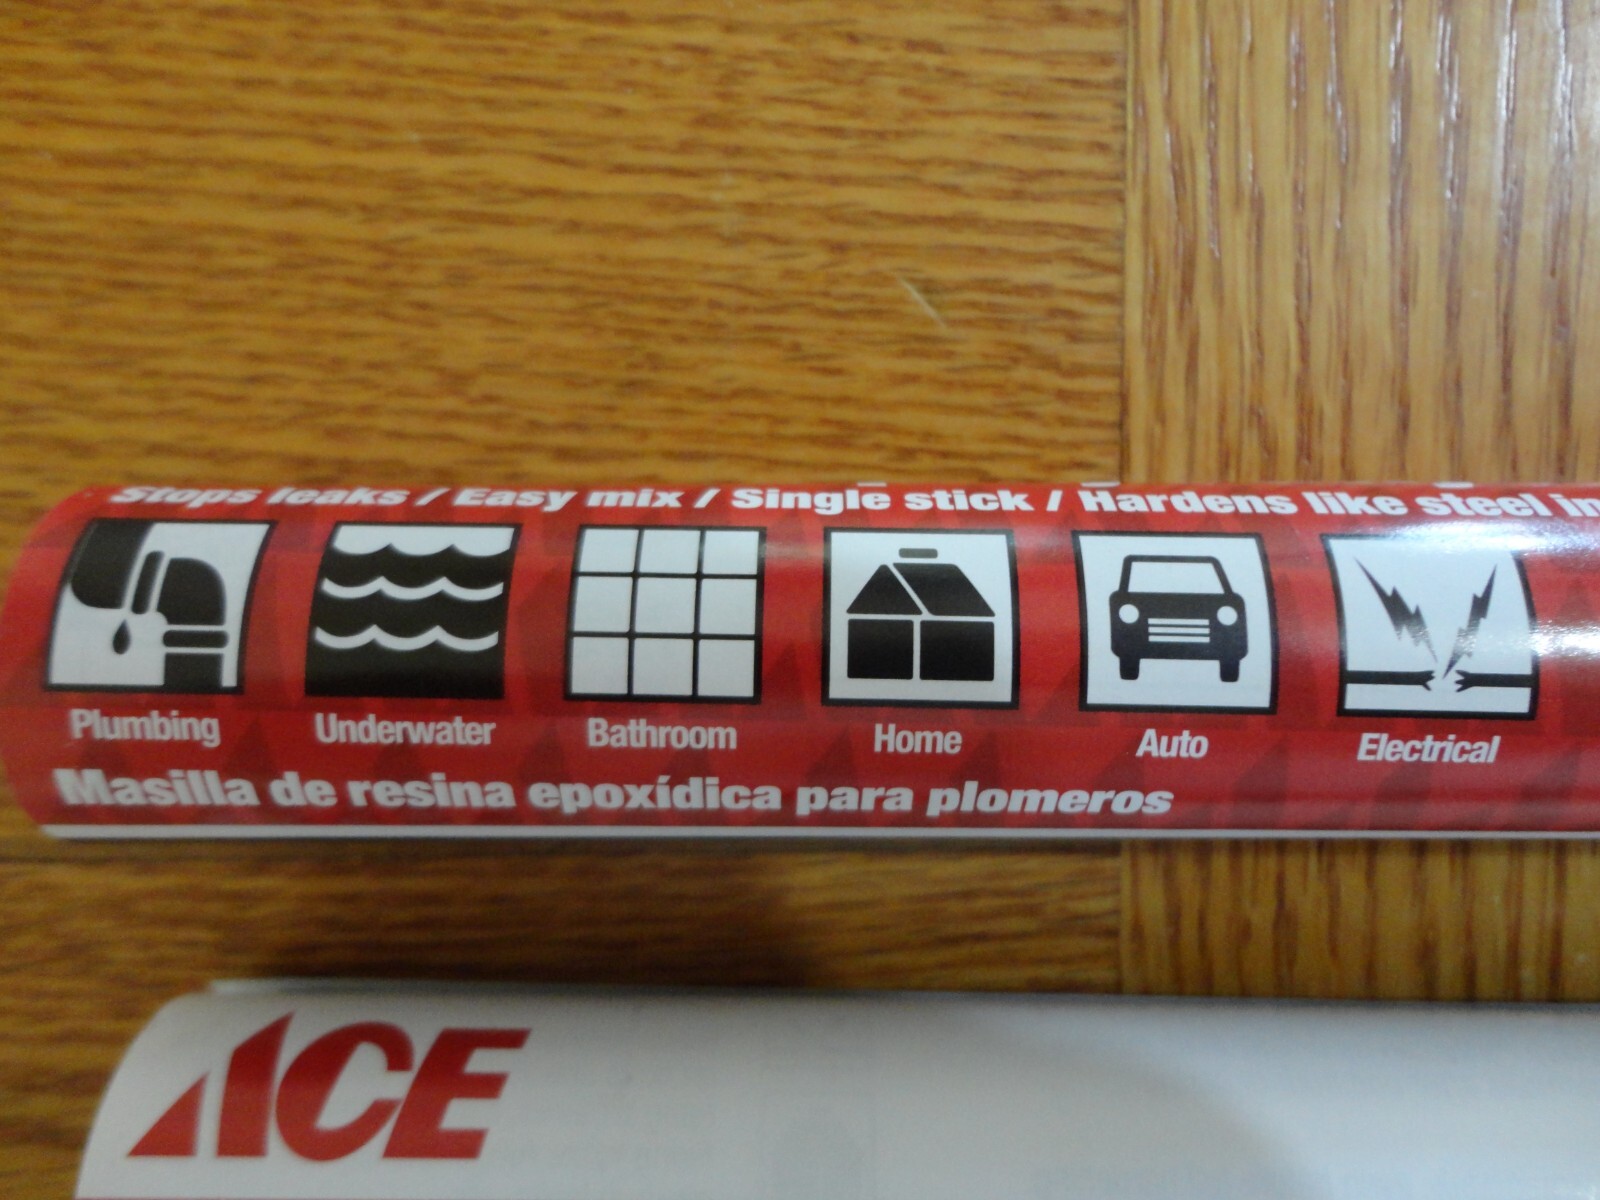 Stops leaks / Easy mix / Single stick / Hardens like steel in
Plumbing Underwater Bathroom Home Auto Electrical
Masilla de resina epoxídica para plomeros
ACE